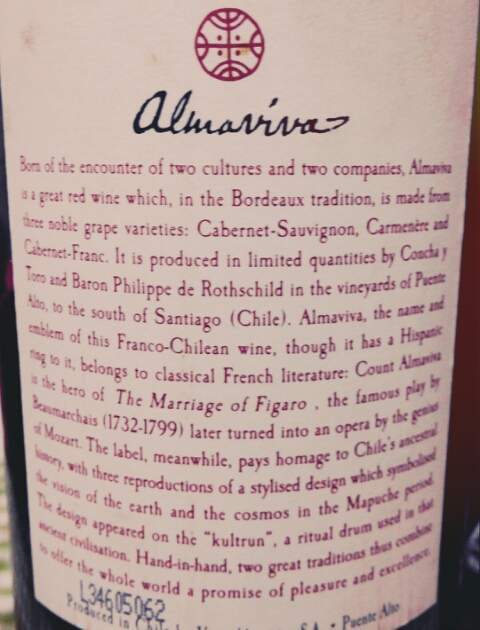 Almaviva
Born of the encounter of two cultures and two companies, Almaviva
is a great red wine which, in the Bordeaux tradition, is made from
three noble grape varieties: Cabernet-Sauvignon, Carmenère and
Cabernet-Franc. It is produced in limited quantities by Concha y
Toro and Baron Philippe de Rothschild in the vineyards of Puente
Alto, to the south of Santiago (Chile). Almaviva, the name and
emblem of this Franco-Chilean wine, though it has a Hispanic
ring to it, belongs to classical French literature: Count Almaviva
is the hero of The Marriage of Figaro , the famous play by
Beaumarchais (1732-1799) later turned into an opera by the genius
of Mozart. The label, meanwhile, pays homage to Chile's ancestral
history, with three reproductions of a stylised design which symbolised
the vision of the earth and the cosmos in the Mapuche period.
The design appeared on the "kultrun", a ritual drum used in that
ancient civilisation. Hand-in-hand, two great traditions thus combine
to offer the whole world a promise of pleasure and excellence.
L34605062
Produced in S.A. • Puente Alto